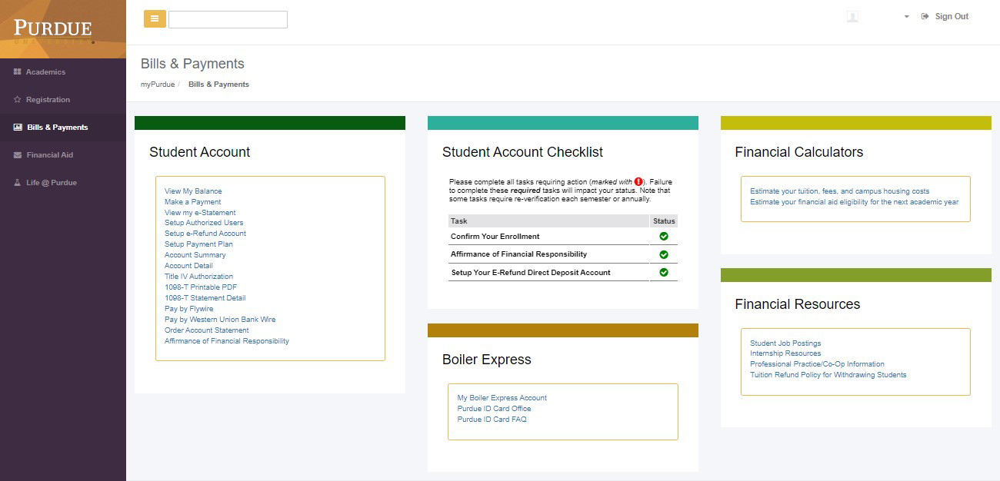 PURDUE
UNIVERSITY
Sign Out
Academics
Registration
Bills & Payments
Financial Aid
Life @ Purdue
Bills & Payments
myPurdue / Bills & Payments
Student Account
View My Balance
Make a Payment
View my e-Statement
Setup Authorized Users
Setup e-Refund Account
Setup Payment Plan
Account Summary
Account Detail
Title IV Authorization
1098-T Printable PDF
1098-T Statement Detail
Pay by Flywire
Pay by Western Union Bank Wire
Order Account Statement
Affirmance of Financial Responsibility
Student Account Checklist
Please complete all tasks requiring action (marked with !). Failure
to complete these required tasks will impact your status. Note that
some tasks require re-verification each semester or annually.
Task Status
Confirm Your Enrollment
Affirmance of Financial Responsibility
Setup Your E-Refund Direct Deposit Account
Boiler Express
My Boiler Express Account
Purdue ID Card Office
Purdue ID Card FAQ
Financial Calculators
Estimate your tuition, fees, and campus housing costs
Estimate your financial aid eligibility for the next academic year
Financial Resources
Student Job Postings
Internship Resources
Professional Practice/Co-Op Information
Tuition Refund Policy for Withdrawing Students